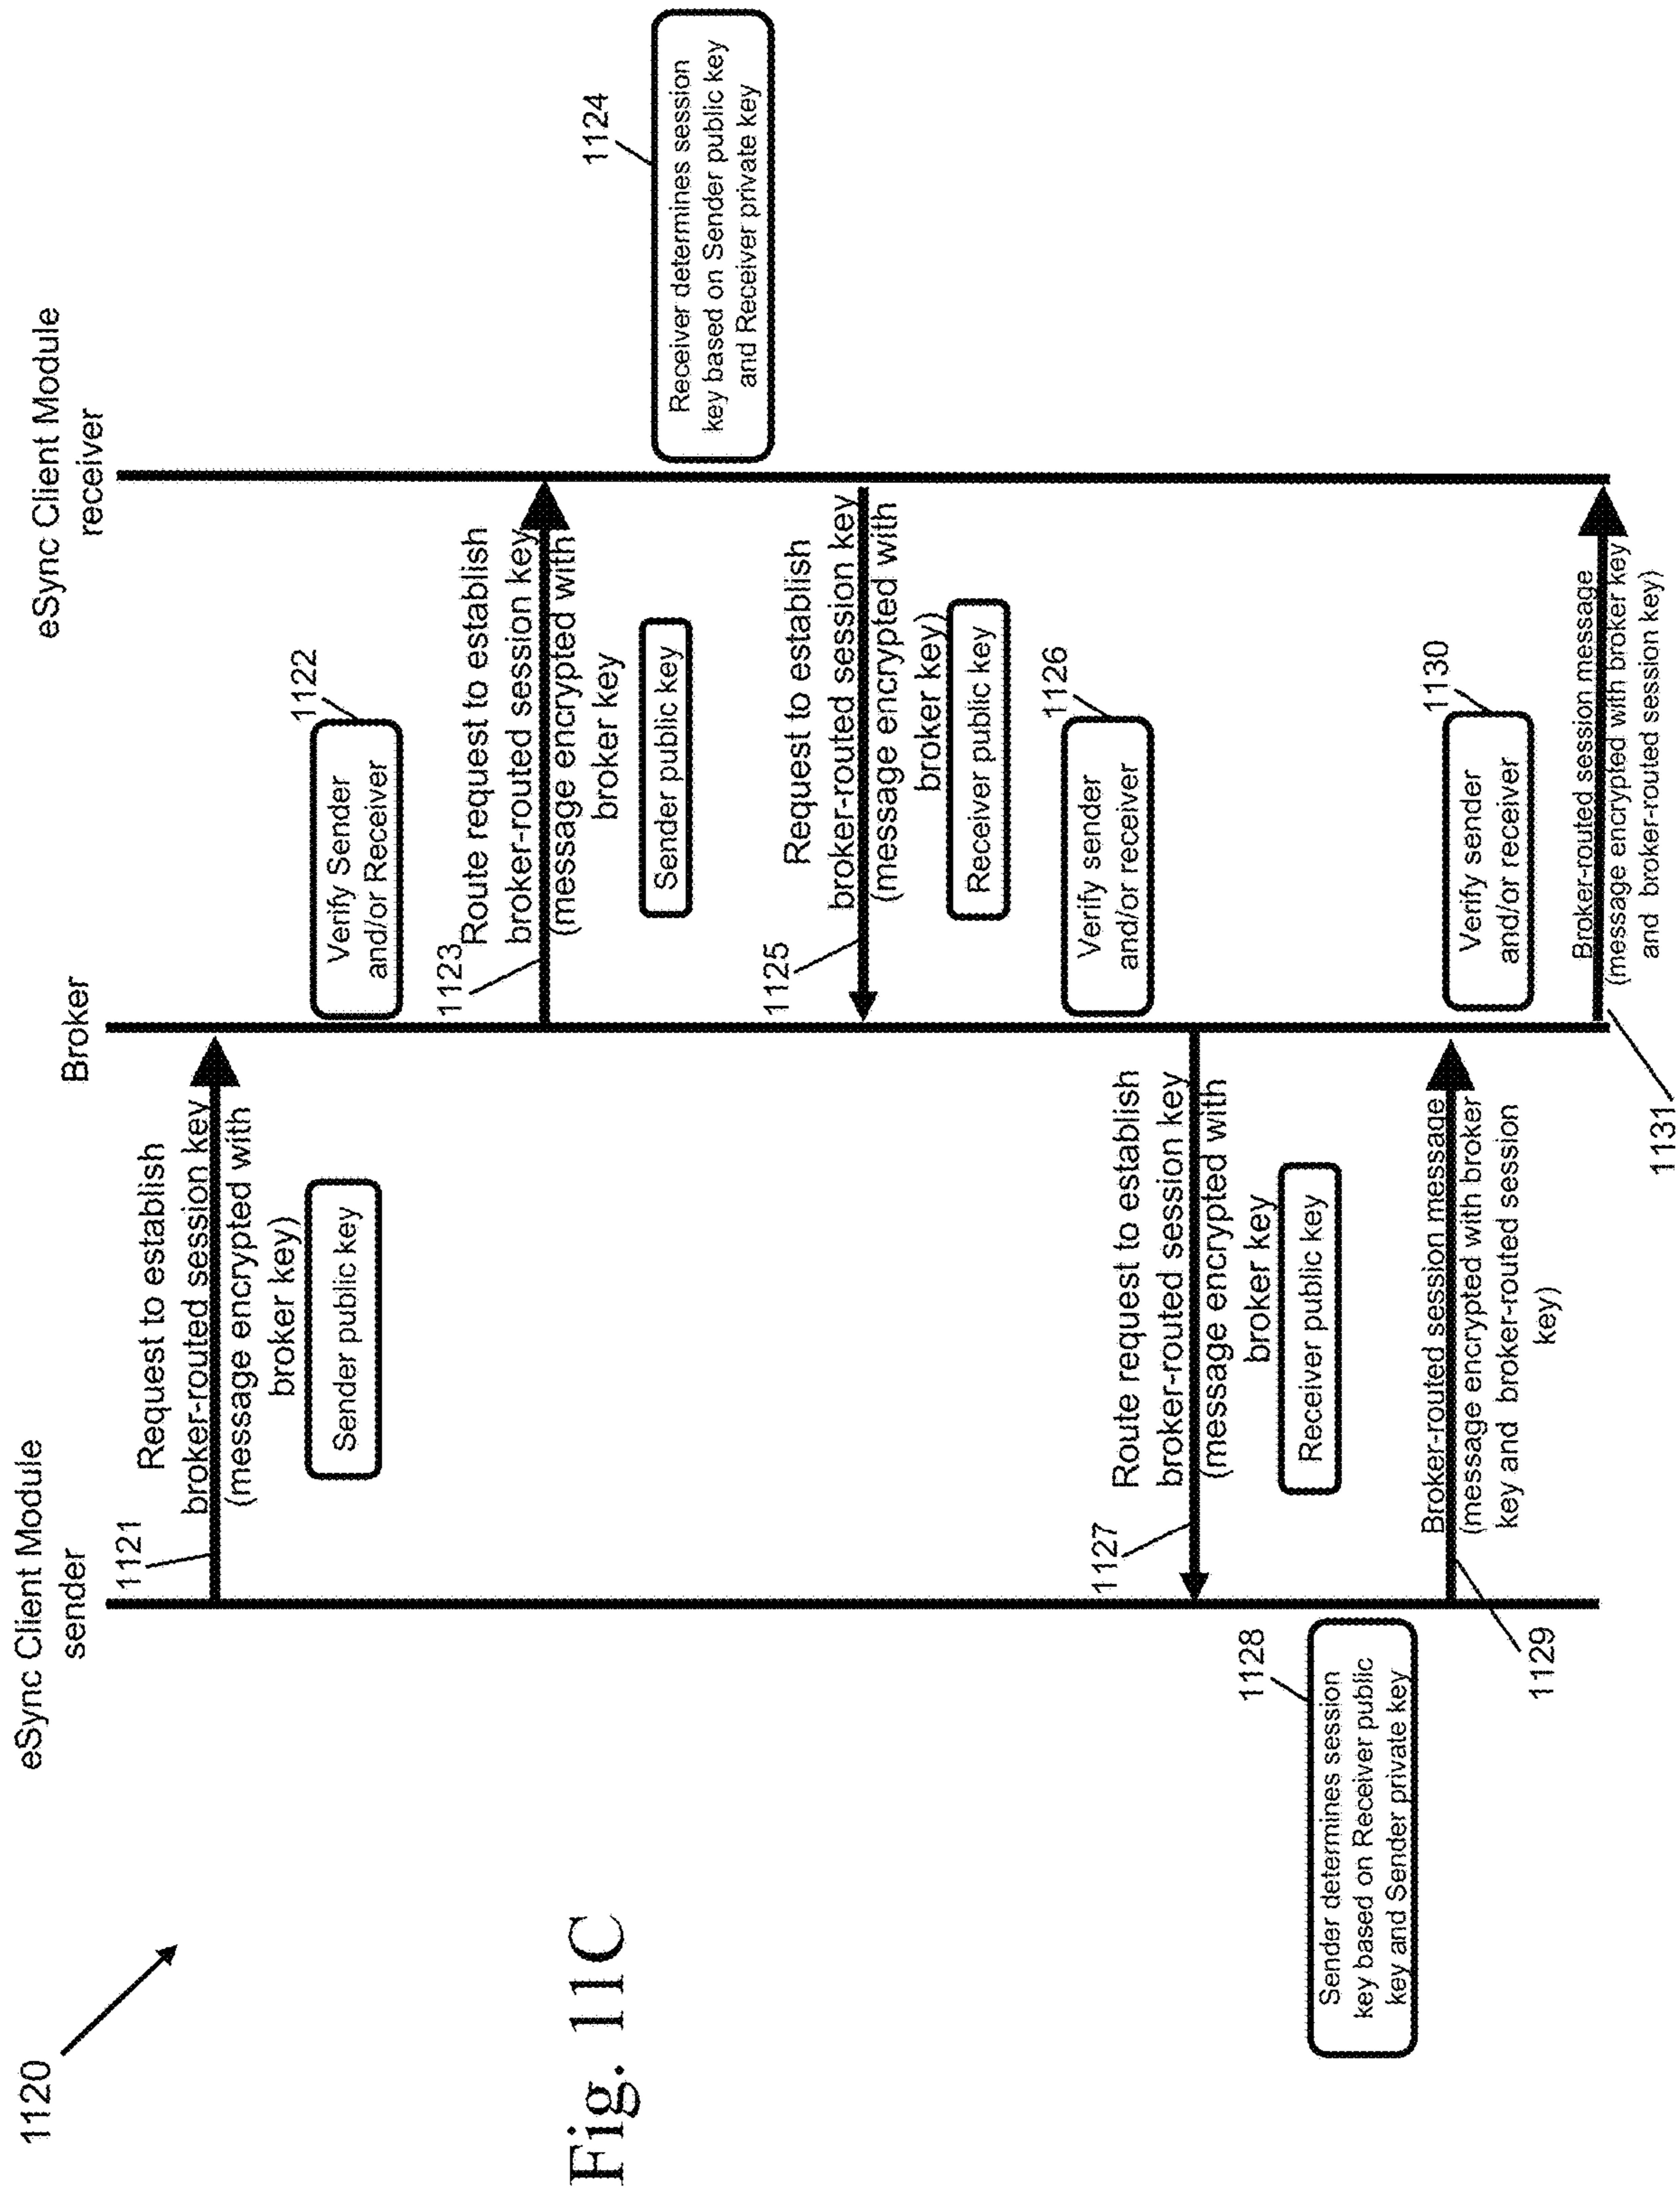 1120
eSync Client Module
sender
Broker
eSync Client Module
receiver
1121
Request to establish
broker-routed session key
(message encrypted with
broker key)
Sender public key
1122
Verify Sender
and/or Receiver
1123
Route request to establish
broker-routed session key
(message encrypted with
broker key
Sender public key
1124
Receiver determines session
key based on Sender public key
and Receiver private key
1125
Request to establish
broker-routed session key
(message encrypted with
broker key)
Receiver public key
1126
Verify sender
and/or receiver
1127
Route request to establish
broker-routed session key
(message encrypted with
broker key
Receiver public key
1128
Sender determines session
key based on Receiver public
key and Sender private key
1129
Broker-routed session message
(message encrypted with broker
key and broker-routed session
key)
1130
Verify sender
and/or receiver
1131
Broker-routed session message
(message encrypted with broker key
and broker-routed session key)
Fig. 11C